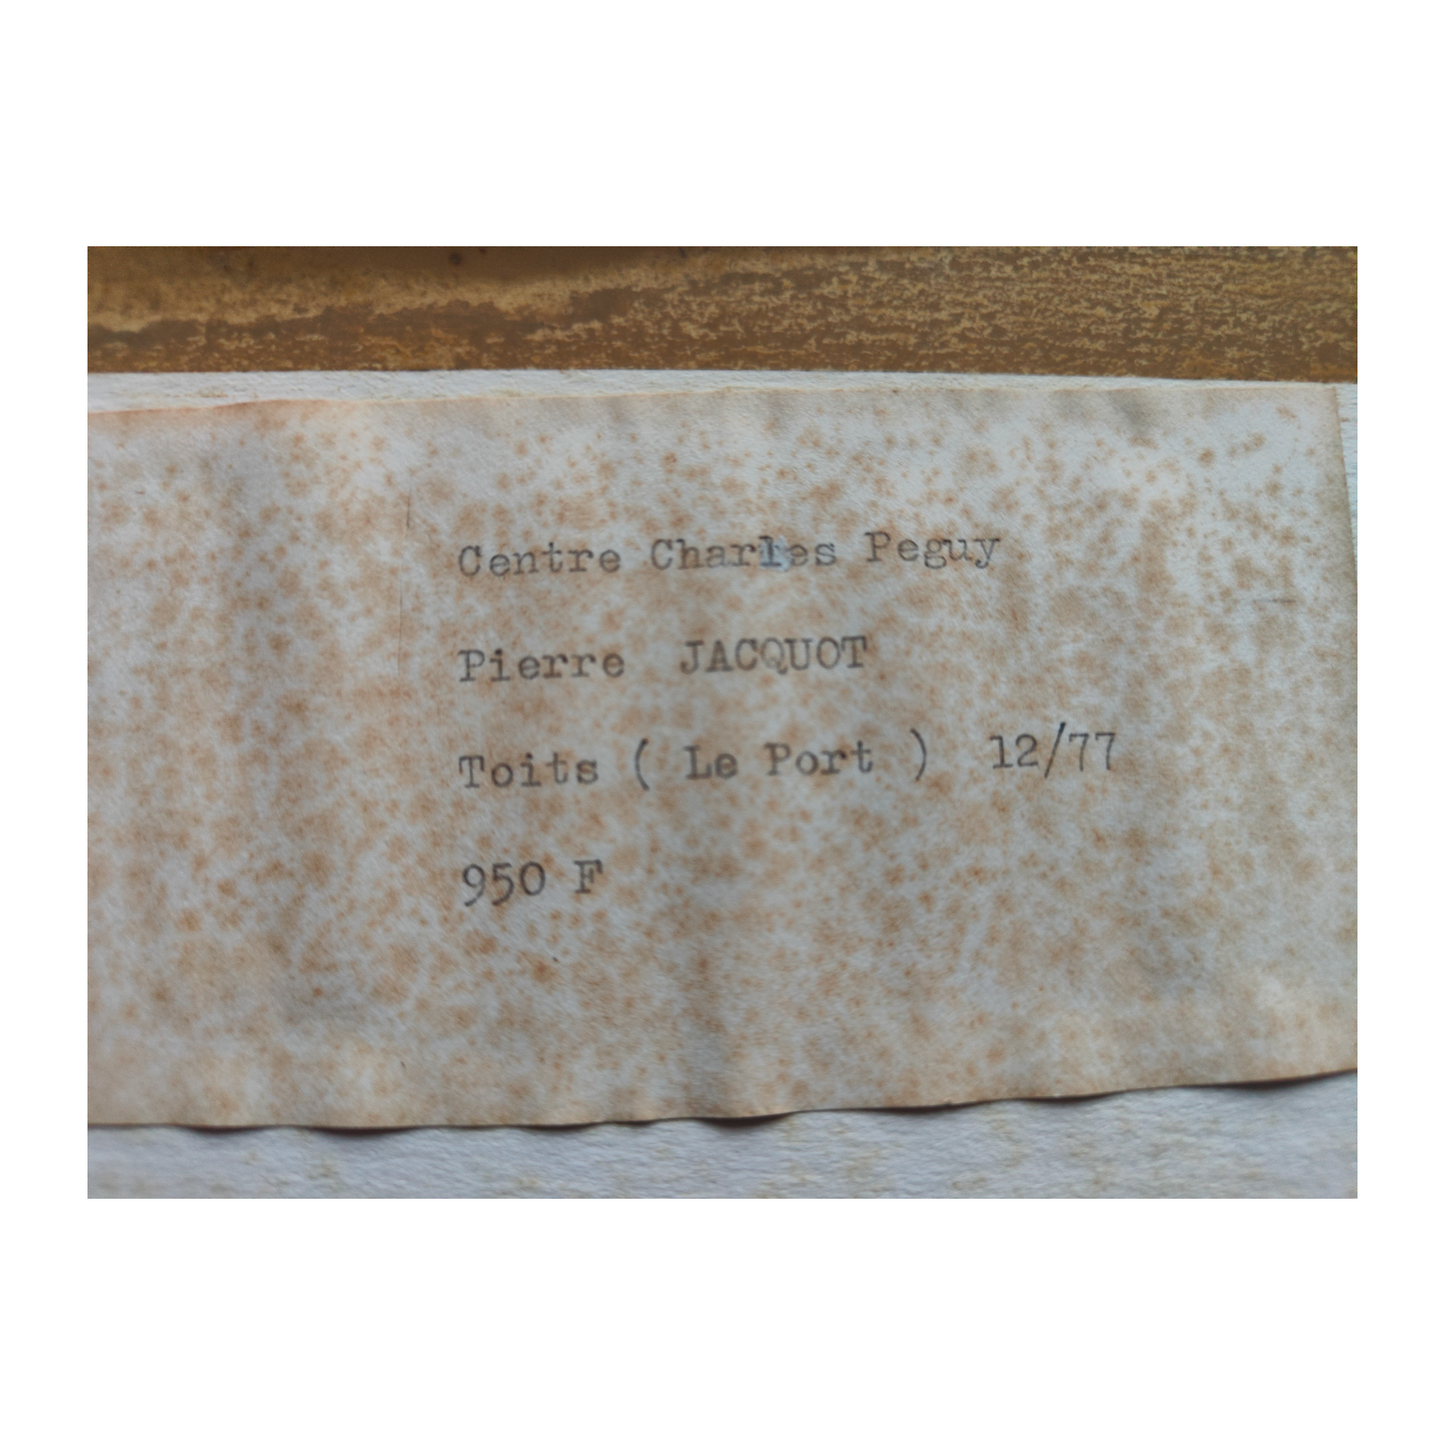 Centre Charles Peguy
Pierre JACQUOT
Toits ( Le Port ) 12/77
950 F